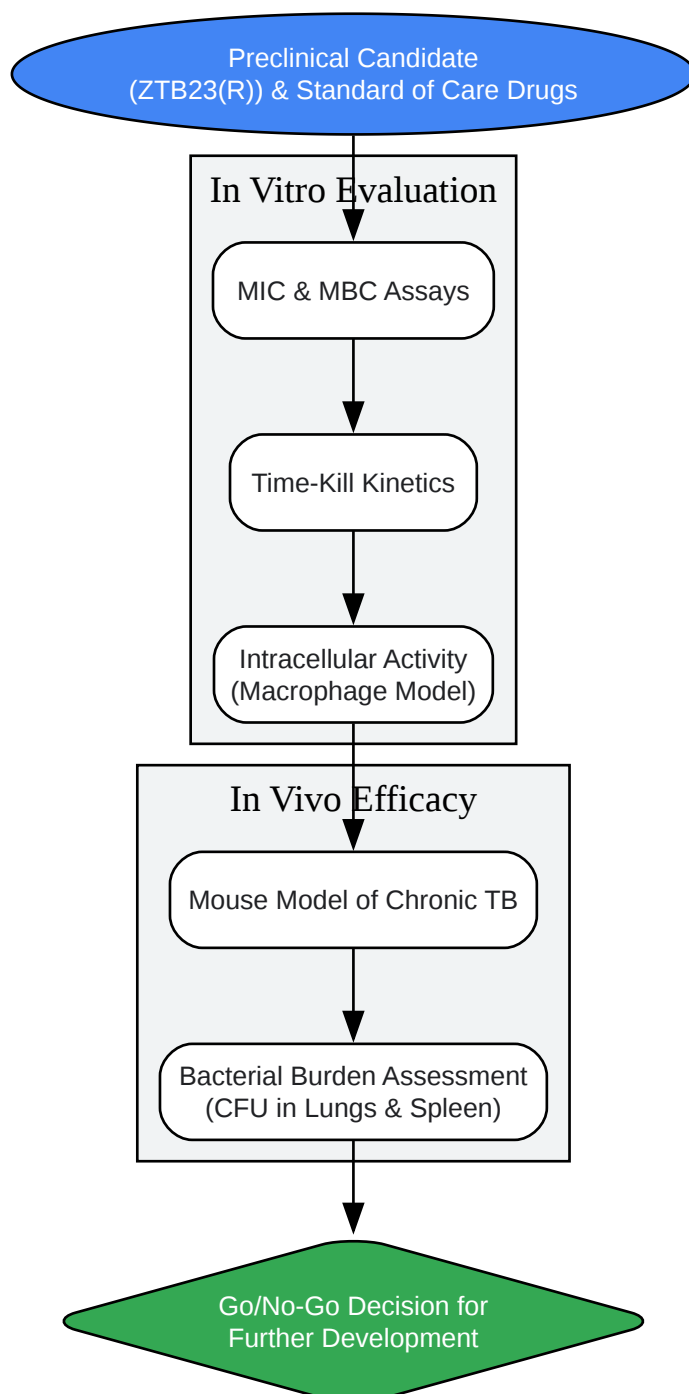 Preclinical Candidate
(ZTB23(R)) & Standard of Care Drugs
In Vitro Evaluation
MIC & MBC Assays
Time-Kill Kinetics
Intracellular Activity
(Macrophage Model)
In Vivo Efficacy
Mouse Model of Chronic TB
Bacterial Burden Assessment
(CFU in Lungs & Spleen)
Go/No-Go Decision for
Further Development